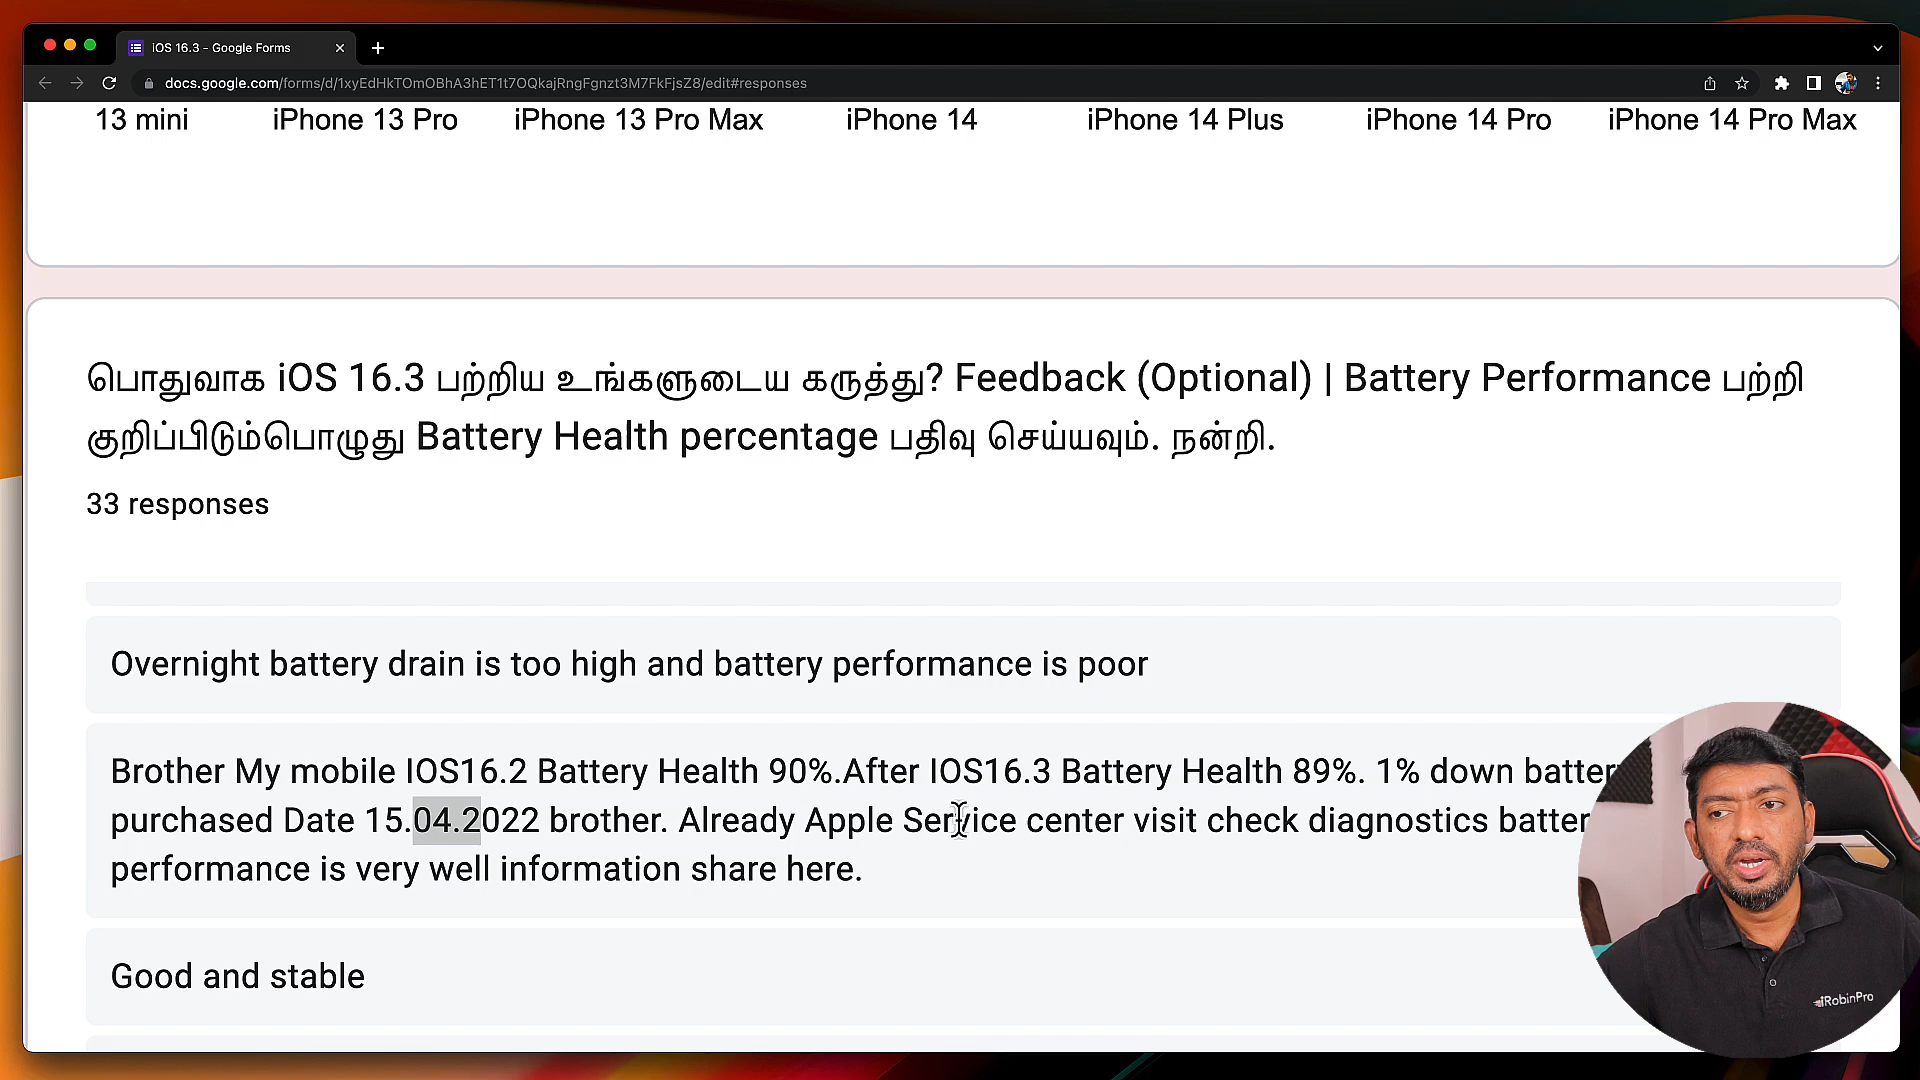 iOS 16.3 - Google Forms
docs.google.com/forms/d/1xyEdHkTOmOBhA3hET1t7OQkajRngFgnzt3M7FkFjsZ8/edit#responses
13 mini iPhone 13 Pro iPhone 13 Pro Max iPhone 14 iPhone 14 Plus iPhone 14 Pro iPhone 14 Pro Max
பொதுவாக iOS 16.3 பற்றிய உங்களுடைய கருத்து? Feedback (Optional) | Battery Performance பற்றி
குறிப்பிடும்பொழுது Battery Health percentage பதிவு செய்யவும். நன்றி.
33 responses
Overnight battery drain is too high and battery performance is poor
Brother My mobile IOS16.2 Battery Health 90%.After IOS16.3 Battery Health 89%. 1% down batter
purchased Date 15.04.2022 brother. Already Apple Service center visit check diagnostics batter
performance is very well information share here.
Good and stable
iRobinPro